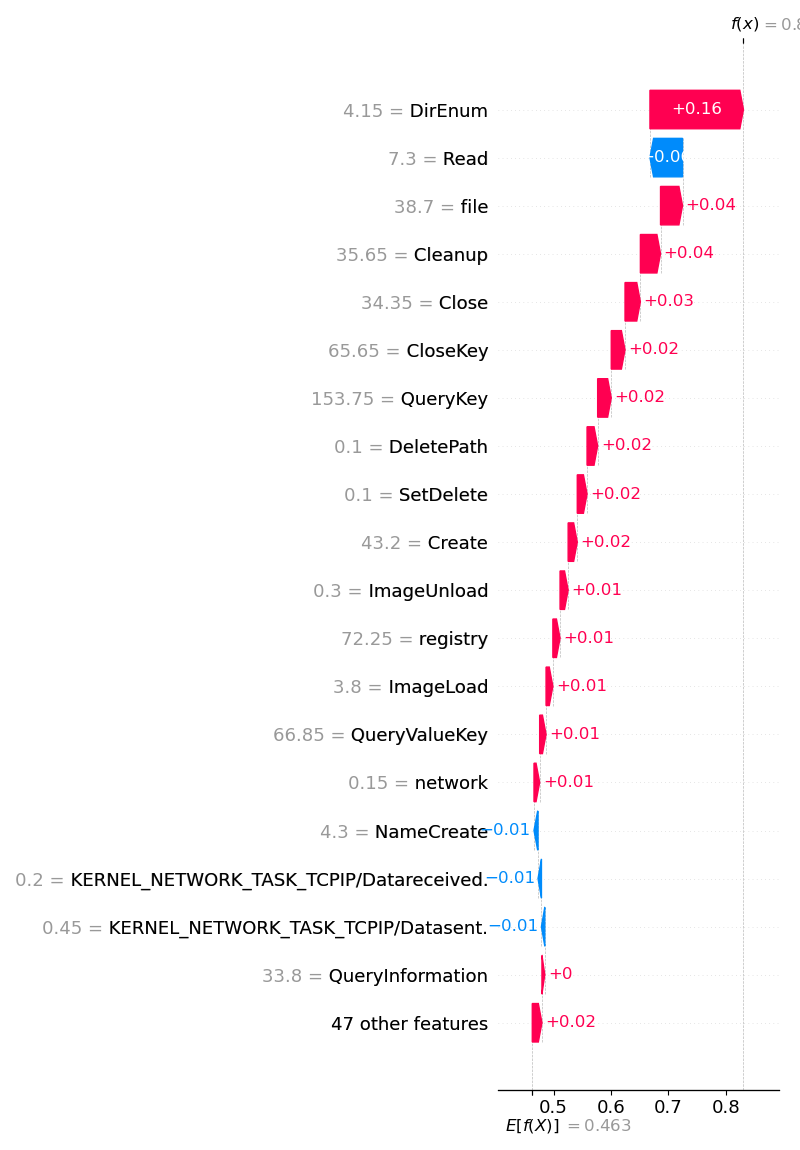 f(x) = 0.8
4.15 = DirEnum
+0.16
7.3 = Read
−0.06
38.7 = file
+0.04
35.65 = Cleanup
+0.04
34.35 = Close
+0.03
65.65 = CloseKey
+0.02
153.75 = QueryKey
+0.02
0.1 = DeletePath
+0.02
0.1 = SetDelete
+0.02
43.2 = Create
+0.02
0.3 = ImageUnload
+0.01
72.25 = registry
+0.01
3.8 = ImageLoad
+0.01
66.85 = QueryValueKey
+0.01
0.15 = network
+0.01
4.3 = NameCreate
−0.01
0.2 = KERNEL_NETWORK_TASK_TCPIP/Datareceived.
−0.01
0.45 = KERNEL_NETWORK_TASK_TCPIP/Datasent.
−0.01
33.8 = QueryInformation
+0
47 other features
+0.02
0.5 0.6 0.7 0.8
E[f(X)] = 0.463